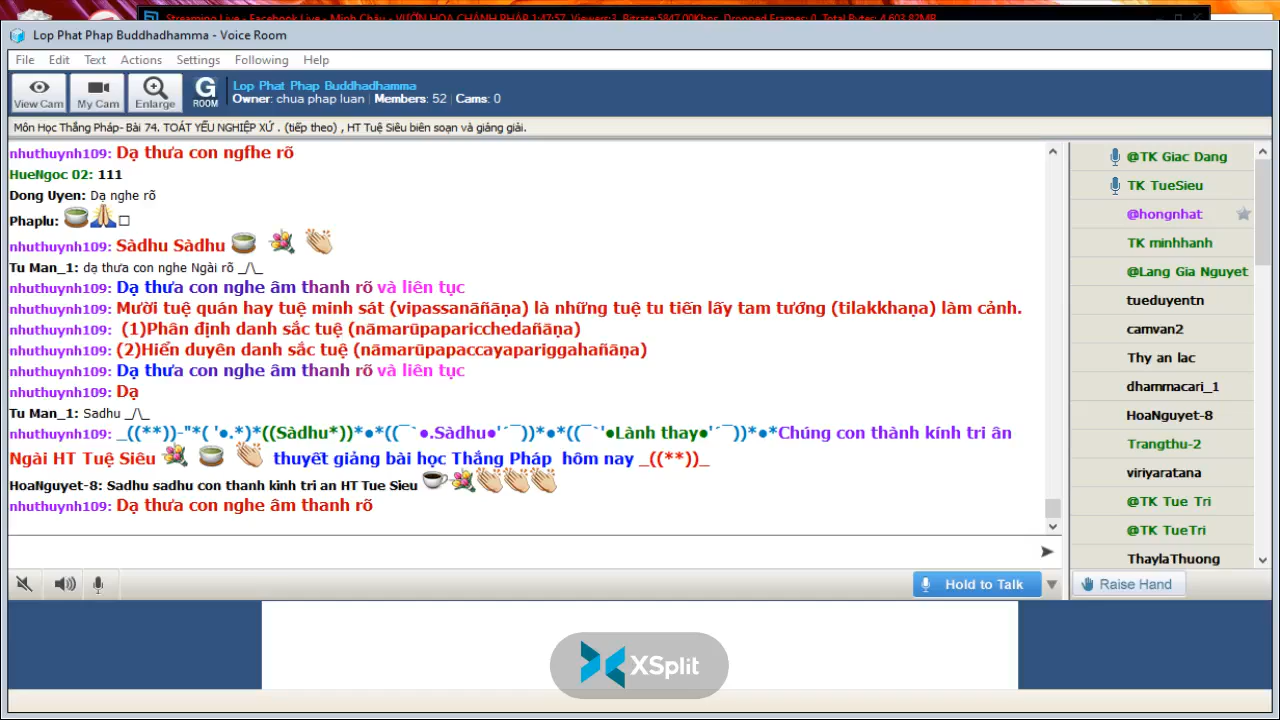 Streaming Live - Facebook Live - Minh Châu - VƯỜN HOA CHÁNH PHÁP 1:47:57, Viewers:3, Bitrate:5847.00Kbps, Dropped Frames: 0, Total Bytes: 4,603.82MB
Lop Phat Phap Buddhadhamma - Voice Room
File Edit Text Actions Settings Following Help
View Cam My Cam Enlarge G ROOM
Lop Phat Phap Buddhadhamma
Owner: chua phap luan | Members: 52 | Cams: 0
Môn Học Thắng Pháp- Bài 74. TOÁT YẾU NGHIỆP XỨ . (tiếp theo) , HT Tuệ Siêu biên soạn và giảng giải.
nhuthuynh109: Dạ thưa con ngfhe rõ
HueNgoc 02: 111
Dong Uyen: Dạ nghe rõ
Phaplu: 🍵🙏□
nhuthuynh109: Sàdhu Sàdhu 🍵 💐 👏
Tu Man_1: dạ thưa con nghe Ngài rõ _/\_
nhuthuynh109: Dạ thưa con nghe âm thanh rõ và liên tục
nhuthuynh109: Mười tuệ quán hay tuệ minh sát (vipassanāñāṇa) là những tuệ tu tiến lấy tam tướng (tilakkhaṇa) làm cảnh.
nhuthuynh109: (1)Phân định danh sắc tuệ (nāmarūpaparicchedañāṇa)
nhuthuynh109: (2)Hiển duyên danh sắc tuệ (nāmarūpapaccayapariggahañāṇa)
nhuthuynh109: Dạ thưa con nghe âm thanh rõ và liên tục
nhuthuynh109: Dạ
Tu Man_1: Sadhu _/\_
nhuthuynh109: _((**))-"*( '●.*)*((Sàdhu*))*●*((¯`●.Sàdhu●'´¯))*●*((¯`'●Lành thay●'´¯))*●*Chúng con thành kính tri ân
Ngài HT Tuệ Siêu 💐 🍵 👏 thuyết giảng bài học Thắng Pháp hôm nay _((**))_
HoaNguyet-8: Sadhu sadhu con thanh kinh tri an HT Tue Sieu ☕💐👏👏👏
nhuthuynh109: Dạ thưa con nghe âm thanh rõ
@TK Giac Dang
TK TueSieu
@hongnhat
TK minhhanh
@Lang Gia Nguyet
tueduyentn
camvan2
Thy an lac
dhammacari_1
HoaNguyet-8
Trangthu-2
viriyaratana
@TK Tue Tri
@TK TueTri
ThaylaThuong
Hold to Talk
Raise Hand
XSplit